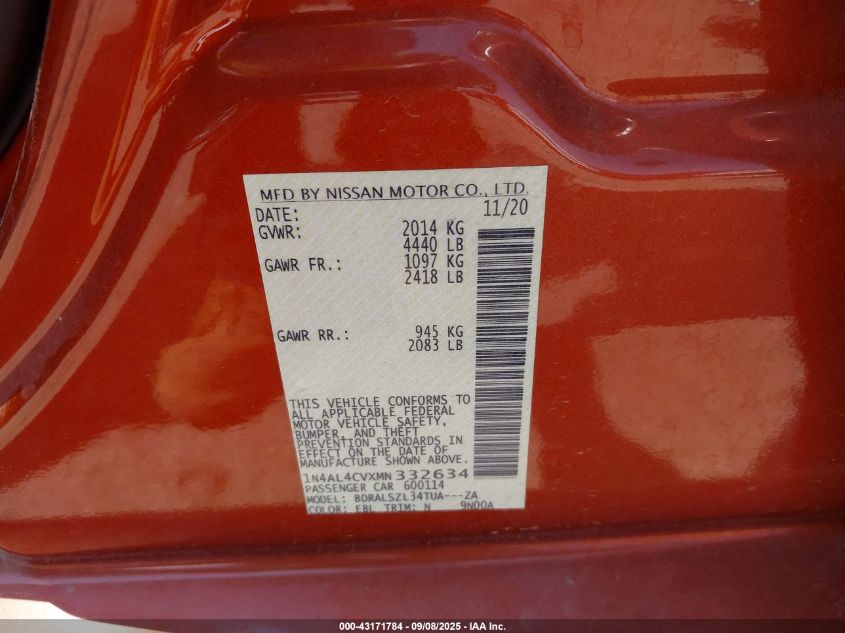 MFD BY NISSAN MOTOR CO., LTD.
DATE: 11/20
GVWR: 2014 KG
4440 LB
GAWR FR.: 1097 KG
2418 LB
GAWR RR.: 945 KG
2083 LB
THIS VEHICLE CONFORMS TO
ALL APPLICABLE FEDERAL
MOTOR VEHICLE SAFETY,
BUMPER, AND THEFT
PREVENTION STANDARDS IN
EFFECT ON THE DATE OF
MANUFACTURE SHOWN ABOVE.
1N4AL4CVXMN332634
PASSENGER CAR 600114
MODEL: BDRALSZL34TUA---ZA
COLOR: EBL TRIM: N 9N00A
000-43171784 - 09/08/2025 - IAA Inc.